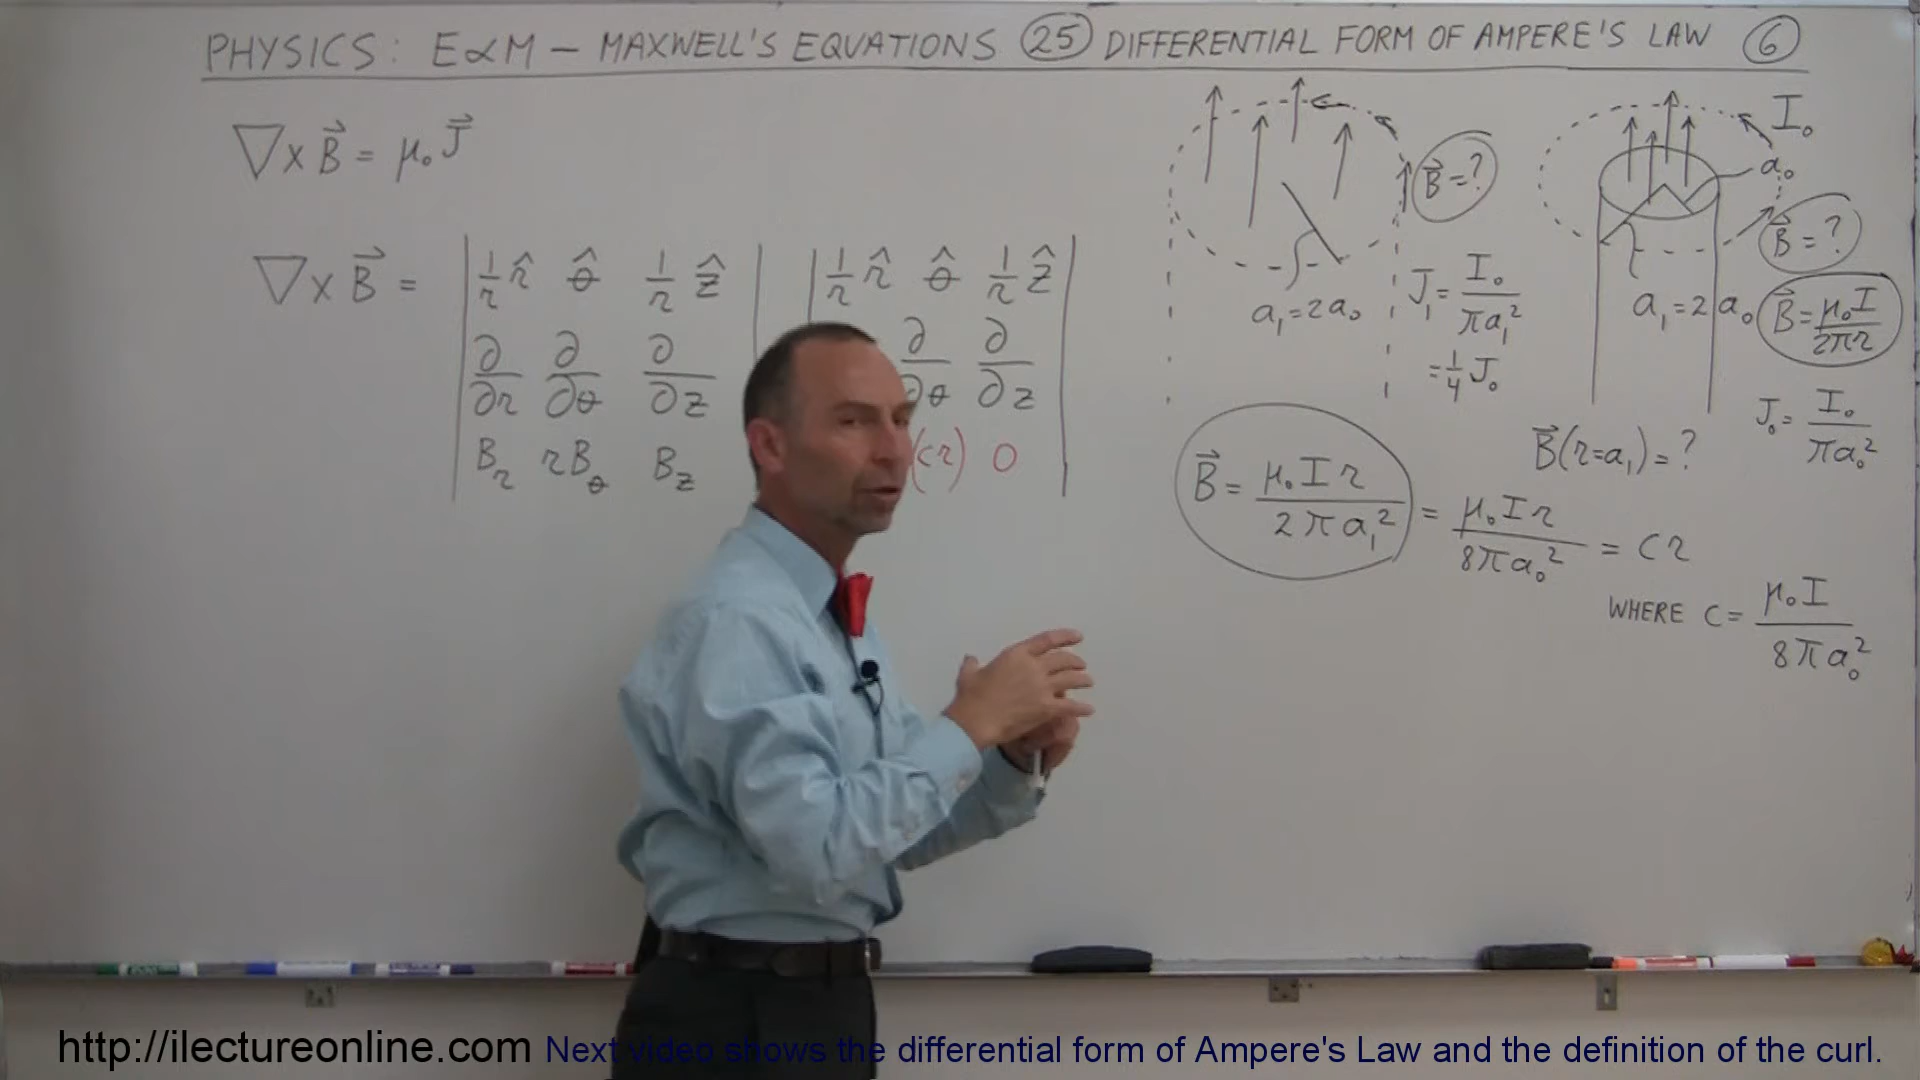 PHYSICS: E&M – MAXWELL'S EQUATIONS (25) DIFFERENTIAL FORM OF AMPERE'S LAW (6)
∇ x B⃗ = μ₀ J⃗
∇ x B⃗ =
1/r r̂ θ̂ 1/r ẑ
∂/∂r ∂/∂θ ∂/∂z
B_r rB_θ B_z
1/r r̂ θ̂ 1/r ẑ
∂/∂θ ∂/∂z
(cr) 0
B⃗ = ?
a₁ = 2a₀
J₁ = I₀/πa₁²
= 1/4 J₀
I₀
a₀
B⃗ = ?
a₁ = 2a₀
B⃗ = μ₀I/2πr
J₀ = I₀/πa₀²
B⃗(r=a₁) = ?
B⃗ = μ₀Ir/2πa₁² = μ₀Ir/8πa₀² = cr
WHERE c = μ₀I/8πa₀²
http://ilectureonline.com Next video shows the differential form of Ampere's Law and the definition of the curl.